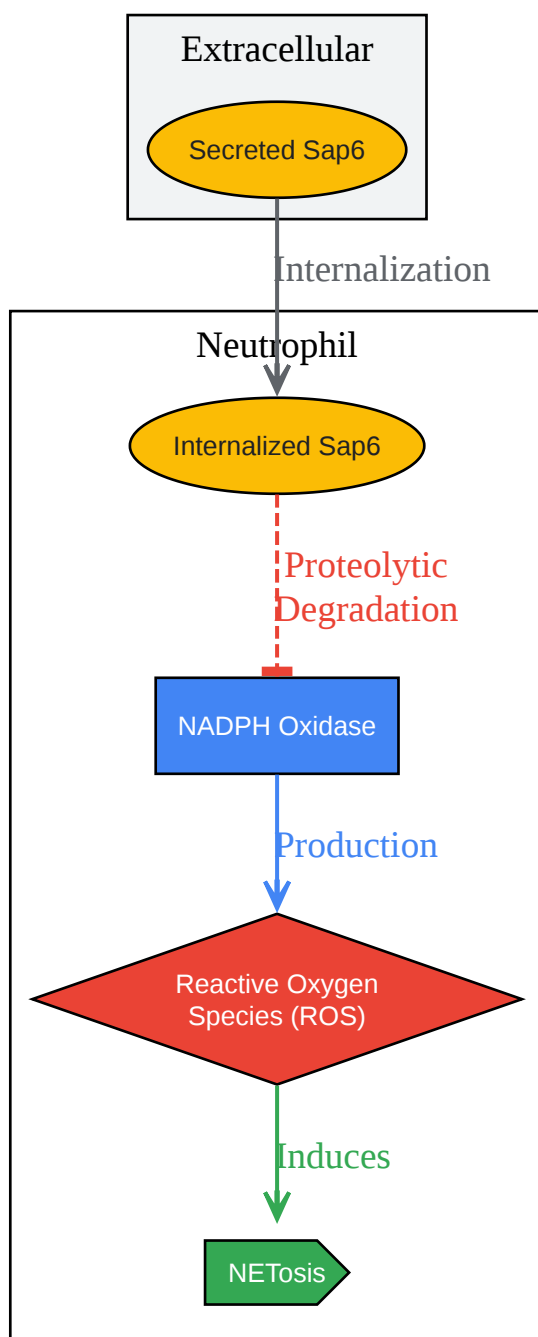 Extracellular
Secreted Sap6
Internalization
Neutrophil
Internalized Sap6
Proteolytic
Degradation
NADPH Oxidase
Production
Reactive Oxygen
Species (ROS)
Induces
NETosis